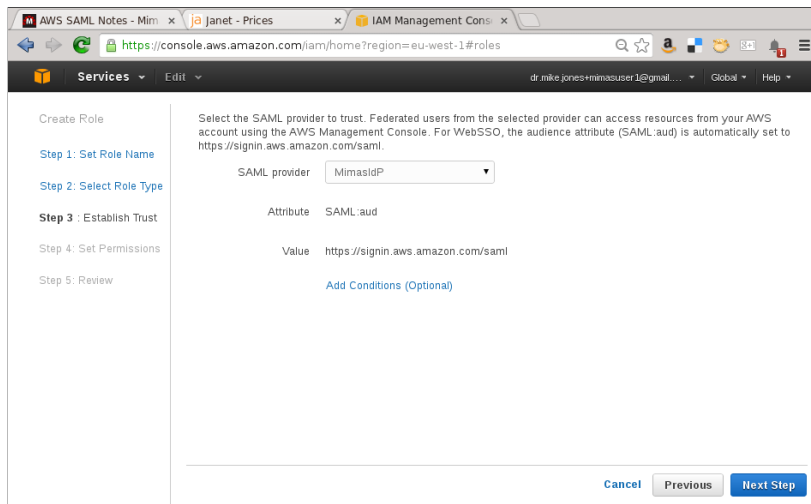 AWS SAML Notes - Mim
Janet - Prices
IAM Management Cons
https://console.aws.amazon.com/iam/home?region=eu-west-1#roles
Services
Edit
dr.mike.jones+mimasuser1@gmail....
Global
Help
Create Role
Step 1: Set Role Name
Step 2: Select Role Type
Step 3 : Establish Trust
Step 4: Set Permissions
Step 5: Review
Select the SAML provider to trust. Federated users from the selected provider can access resources from your AWS
account using the AWS Management Console. For WebSSO, the audience attribute (SAML:aud) is automatically set to
https://signin.aws.amazon.com/saml.
SAML provider MimasIdP
Attribute SAML:aud
Value https://signin.aws.amazon.com/saml
Add Conditions (Optional)
Cancel Previous Next Step